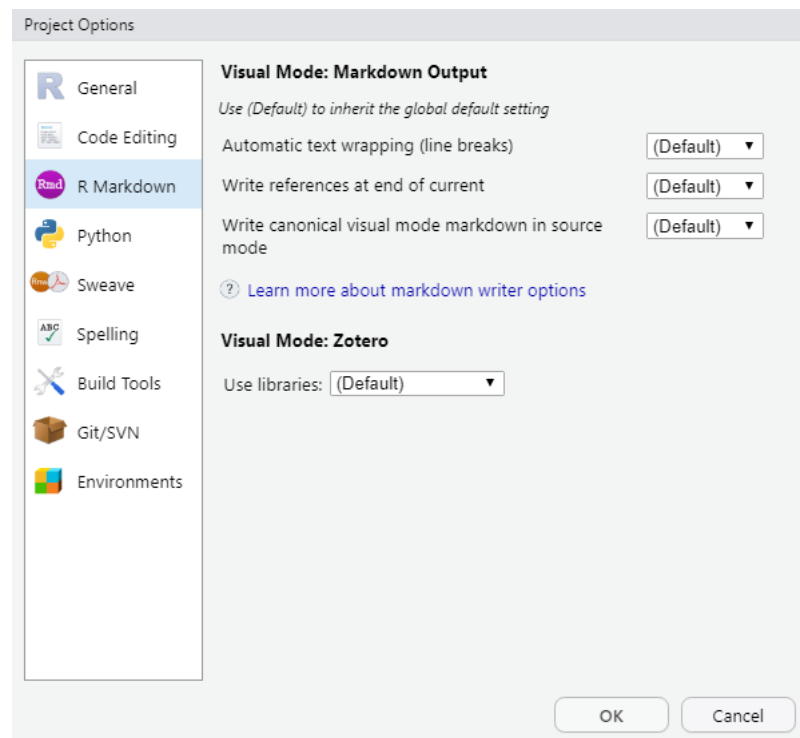 Project Options
General
Code Editing
Rmd
R Markdown
Python
Rnw
Sweave
ABC
Spelling
Build Tools
Git/SVN
Environments
Visual Mode: Markdown Output
Use (Default) to inherit the global default setting
Automatic text wrapping (line breaks) (Default)
Write references at end of current (Default)
Write canonical visual mode markdown in source (Default)
mode
? Learn more about markdown writer options
Visual Mode: Zotero
Use libraries: (Default)
OK Cancel